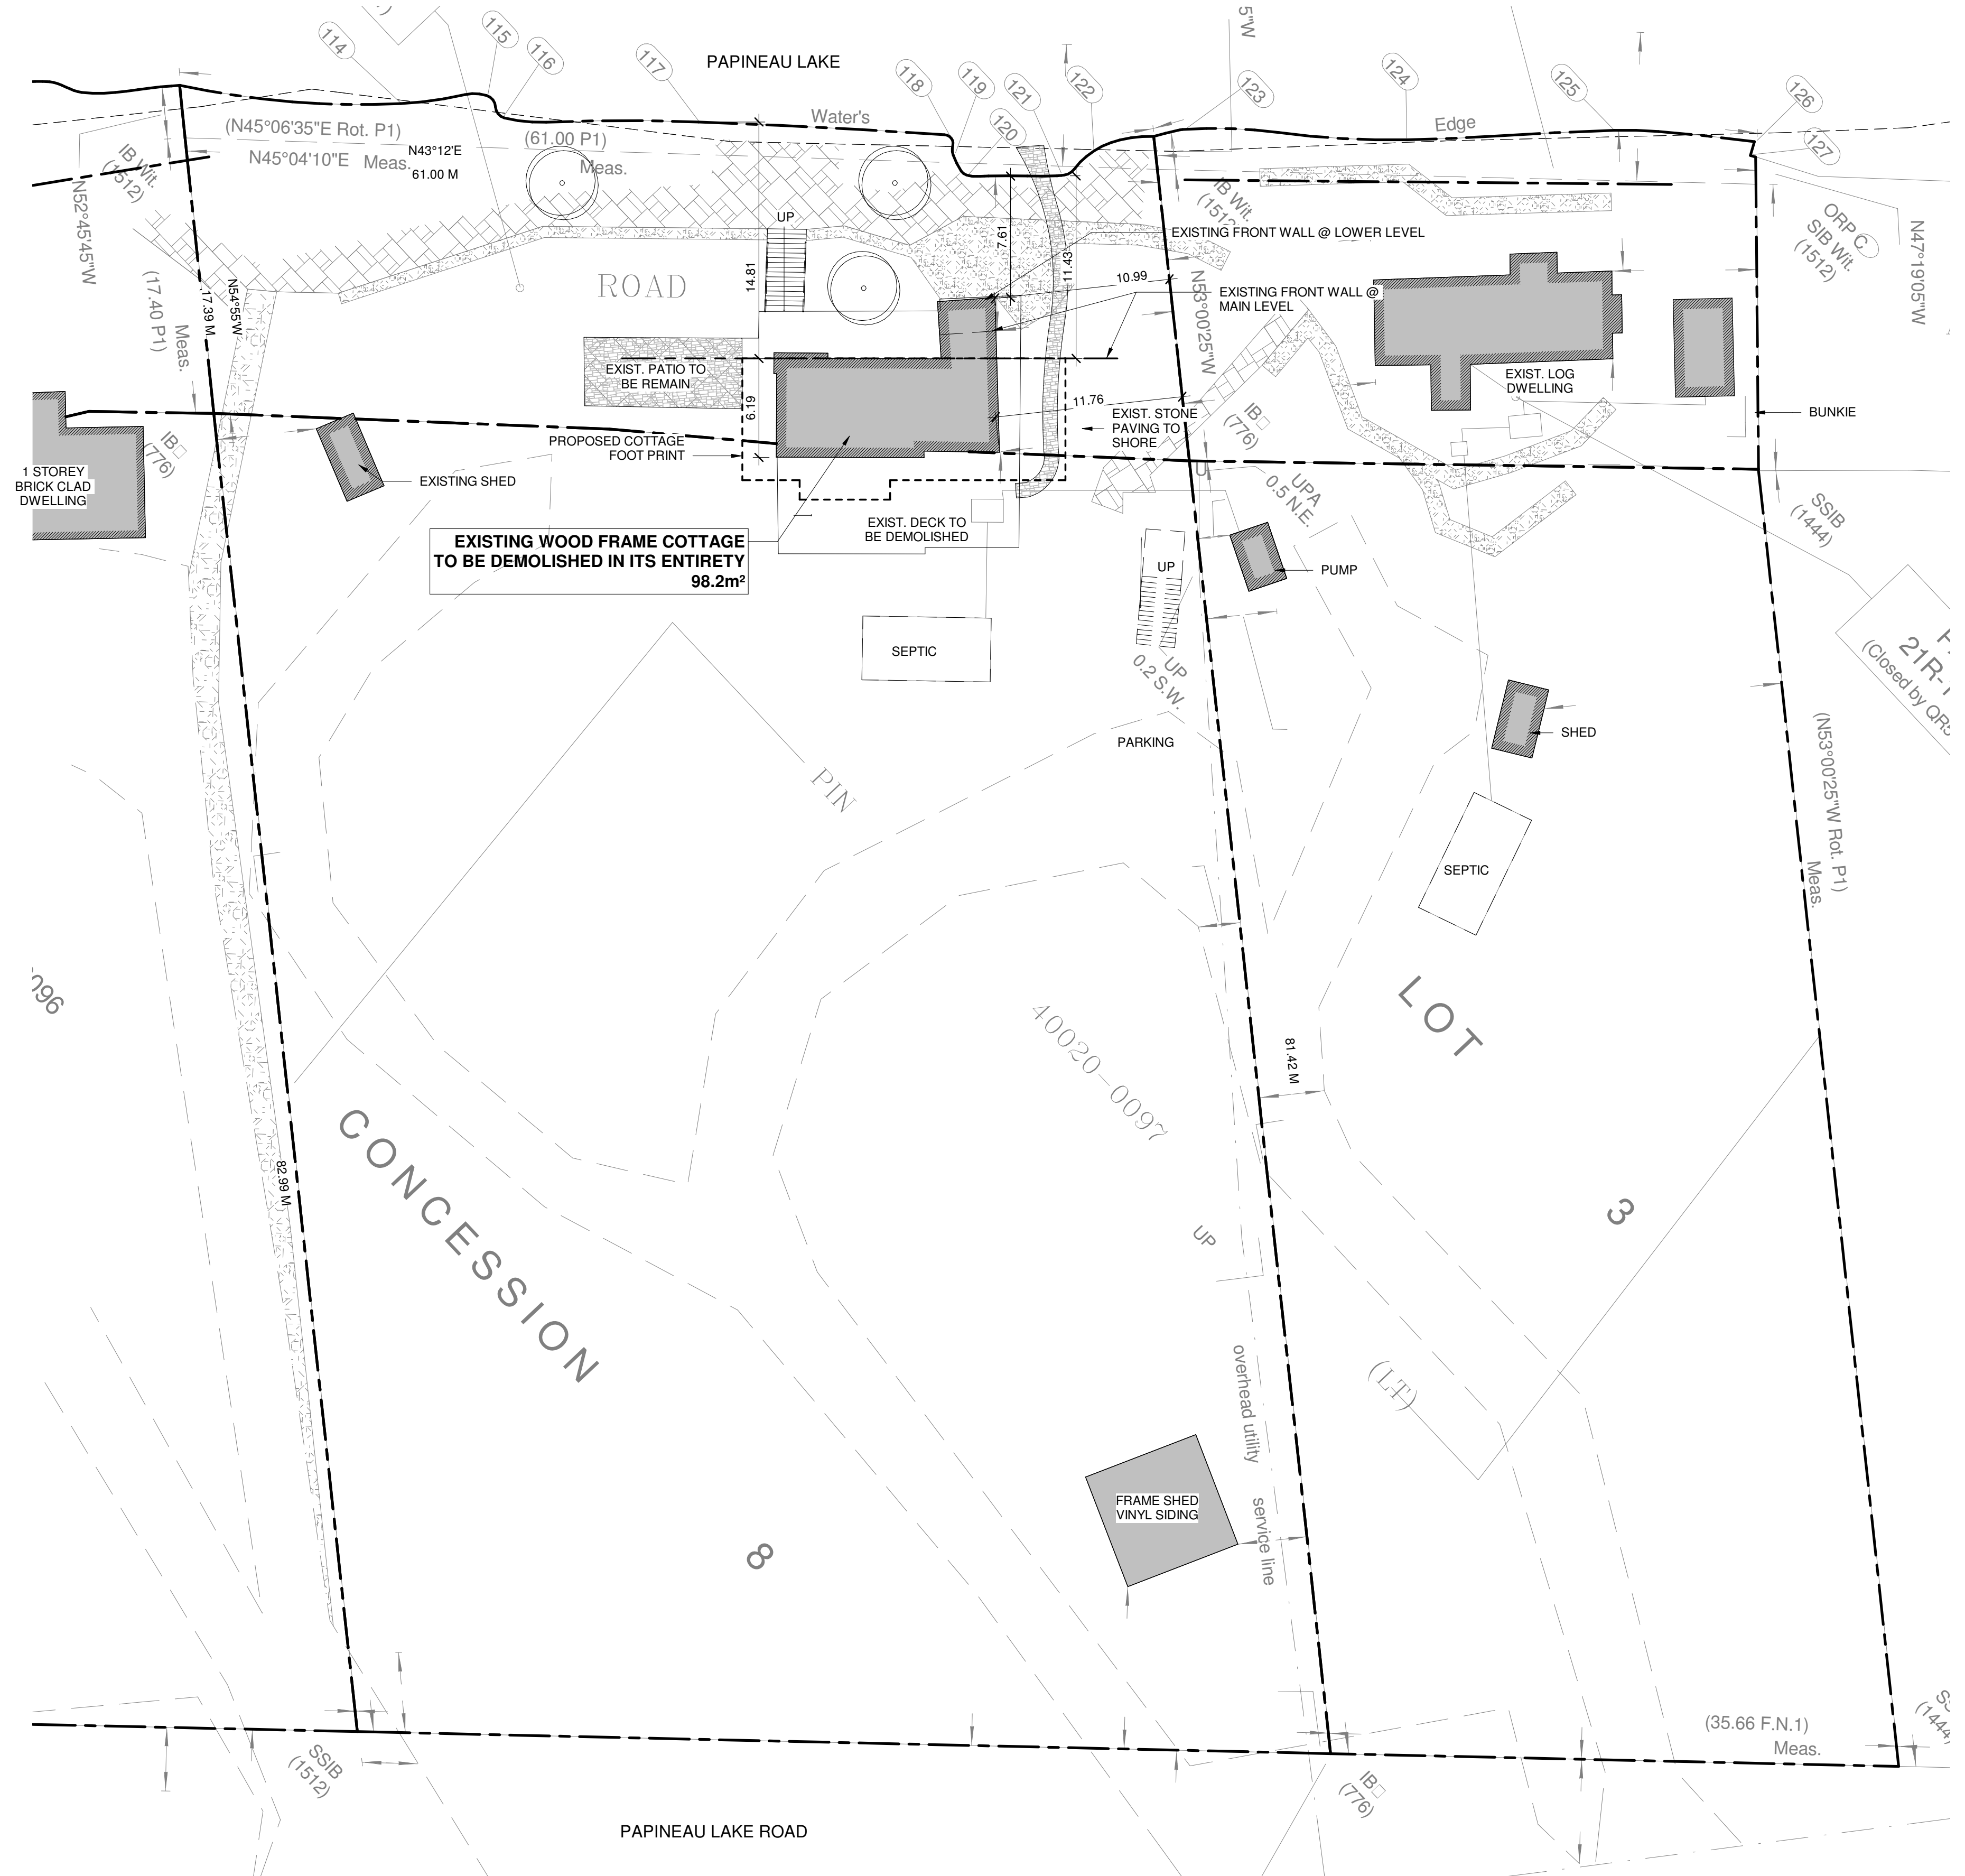 114
115
116
117
PAPINEAU LAKE
118
119
120
121
122
5"W
123
124
125
126
127
Water's
Edge
(N45°06'35"E Rot. P1)
(61.00 P1)
N45°04'10"E Meas.
N43°12'E
61.00 M
Meas.
IB Wit.
(1512)
N52°45'45"W
(17.40 P1)
Meas.
17.39 M
N54°55'W
ROAD
UP
14.81
7.61
11.43
10.99
IB Wit.
(1512)
EXISTING FRONT WALL @ LOWER LEVEL
EXISTING FRONT WALL @
MAIN LEVEL
N53°00'25"W
ORP C.
SIB Wit.
(1512)
N47°19'05"W
EXIST. PATIO TO
BE REMAIN
6.19
11.76
EXIST. STONE
PAVING TO
SHORE
EXIST. LOG
DWELLING
BUNKIE
IB
(776)
IB
(776)
PROPOSED COTTAGE
FOOT PRINT
1 STOREY
BRICK CLAD
DWELLING
EXISTING SHED
UPA
0.5 N.E.
SSIB
(1444)
EXIST. DECK TO
BE DEMOLISHED
EXISTING WOOD FRAME COTTAGE
TO BE DEMOLISHED IN ITS ENTIRETY
98.2m²
UP
PUMP
SEPTIC
UP
0.2 S.W.
21R-1
(Closed by QR5
PARKING
SHED
PIN
(N53°00'25"W Rot. P1)
Meas.
SEPTIC
096
40020-0097
LOT
81.42 M
CONCESSION
82.99 M
3
UP
overhead utility
service line
(LT)
FRAME SHED
VINYL SIDING
8
(35.66 F.N.1)
Meas.
(1444)
SSIB
(1512)
IB
(776)
PAPINEAU LAKE ROAD